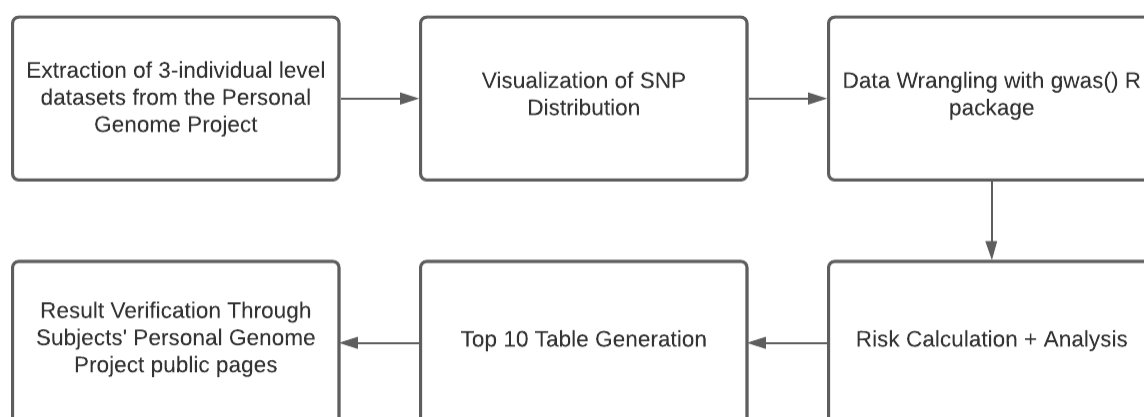 Extraction of 3-individual level
datasets from the Personal
Genome Project
Visualization of SNP
Distribution
Data Wrangling with gwas() R
package
Risk Calculation + Analysis
Top 10 Table Generation
Result Verification Through
Subjects' Personal Genome
Project public pages